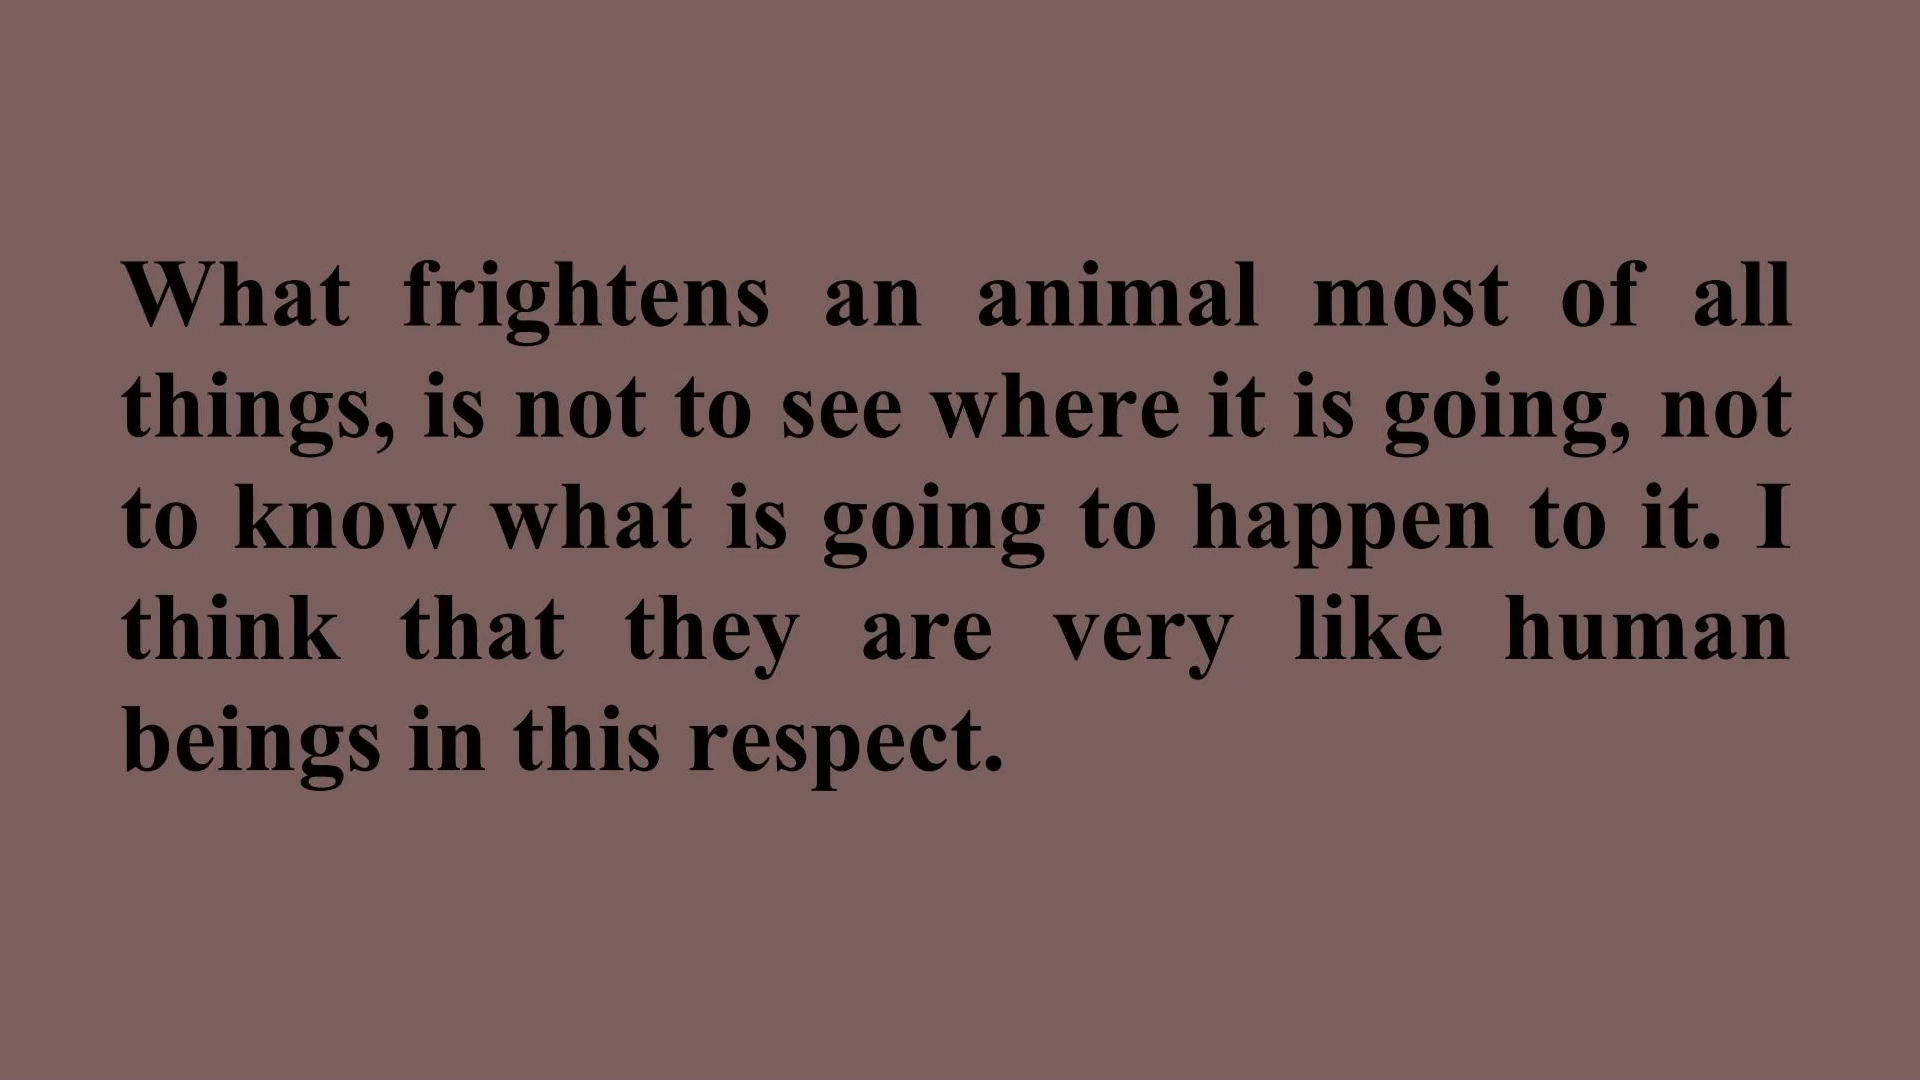 What frightens an animal most of all
things, is not to see where it is going, not
to know what is going to happen to it. I
think that they are very like human
beings in this respect.